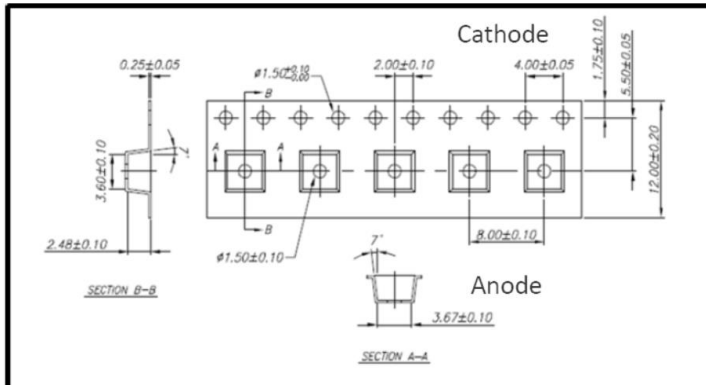 Cathode
0.25±0.05
ø1.50+0.10
-0.00
2.00±0.10
4.00±0.05
1.75±0.10
5.50±0.05
B
A
A
7°
3.60±0.10
12.00±0.20
B
2.48±0.10
ø1.50±0.10
8.00±0.10
SECTION B-B
7°
Anode
3.67±0.10
SECTION A-A